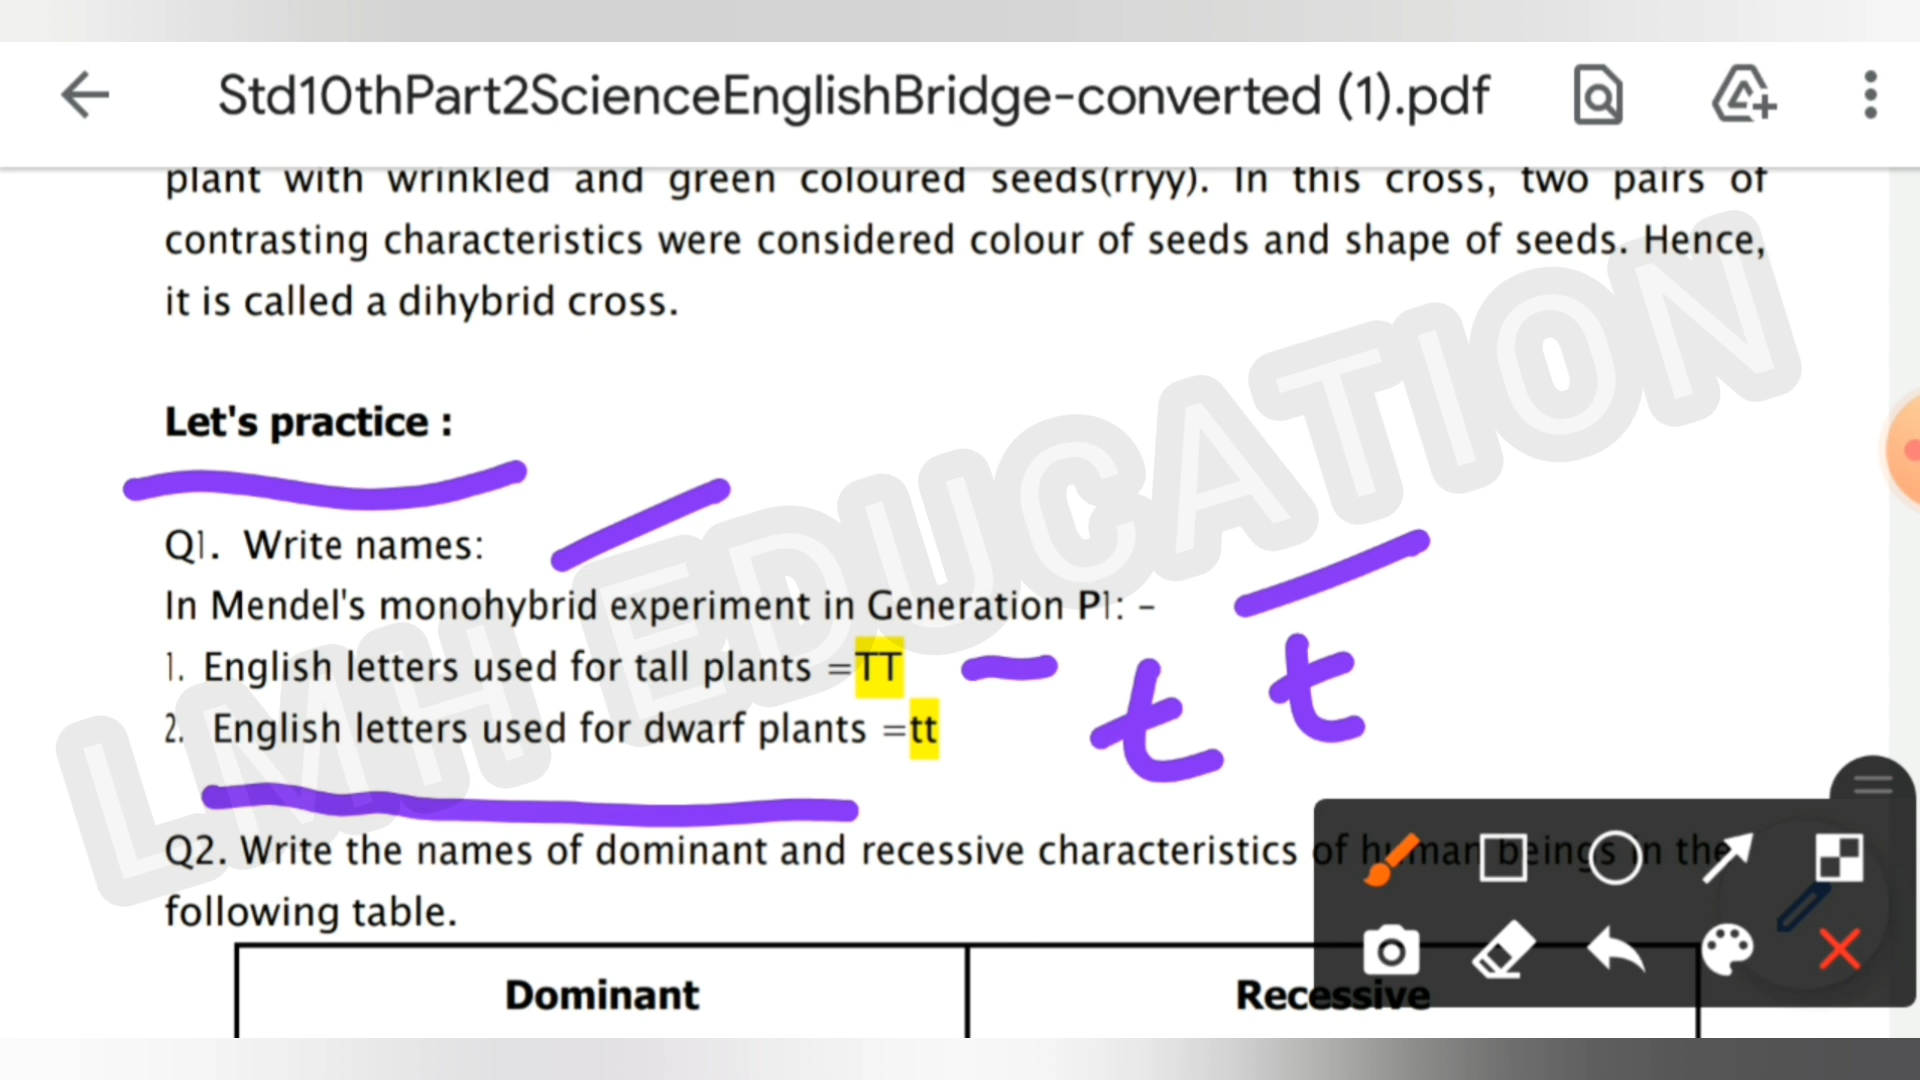 Std10thPart2ScienceEnglishBridge-converted (1).pdf
plant with wrinkled and green coloured seeds(rryy). In this cross, two pairs of
contrasting characteristics were considered colour of seeds and shape of seeds. Hence,
it is called a dihybrid cross.
Let's practice :
Q1. Write names:
In Mendel's monohybrid experiment in Generation P1: –
1. English letters used for tall plants =TT
2. English letters used for dwarf plants =tt
t t
Q2. Write the names of dominant and recessive characteristics of human beings in the
following table.
Dominant Recessive
LMH EDUCATION